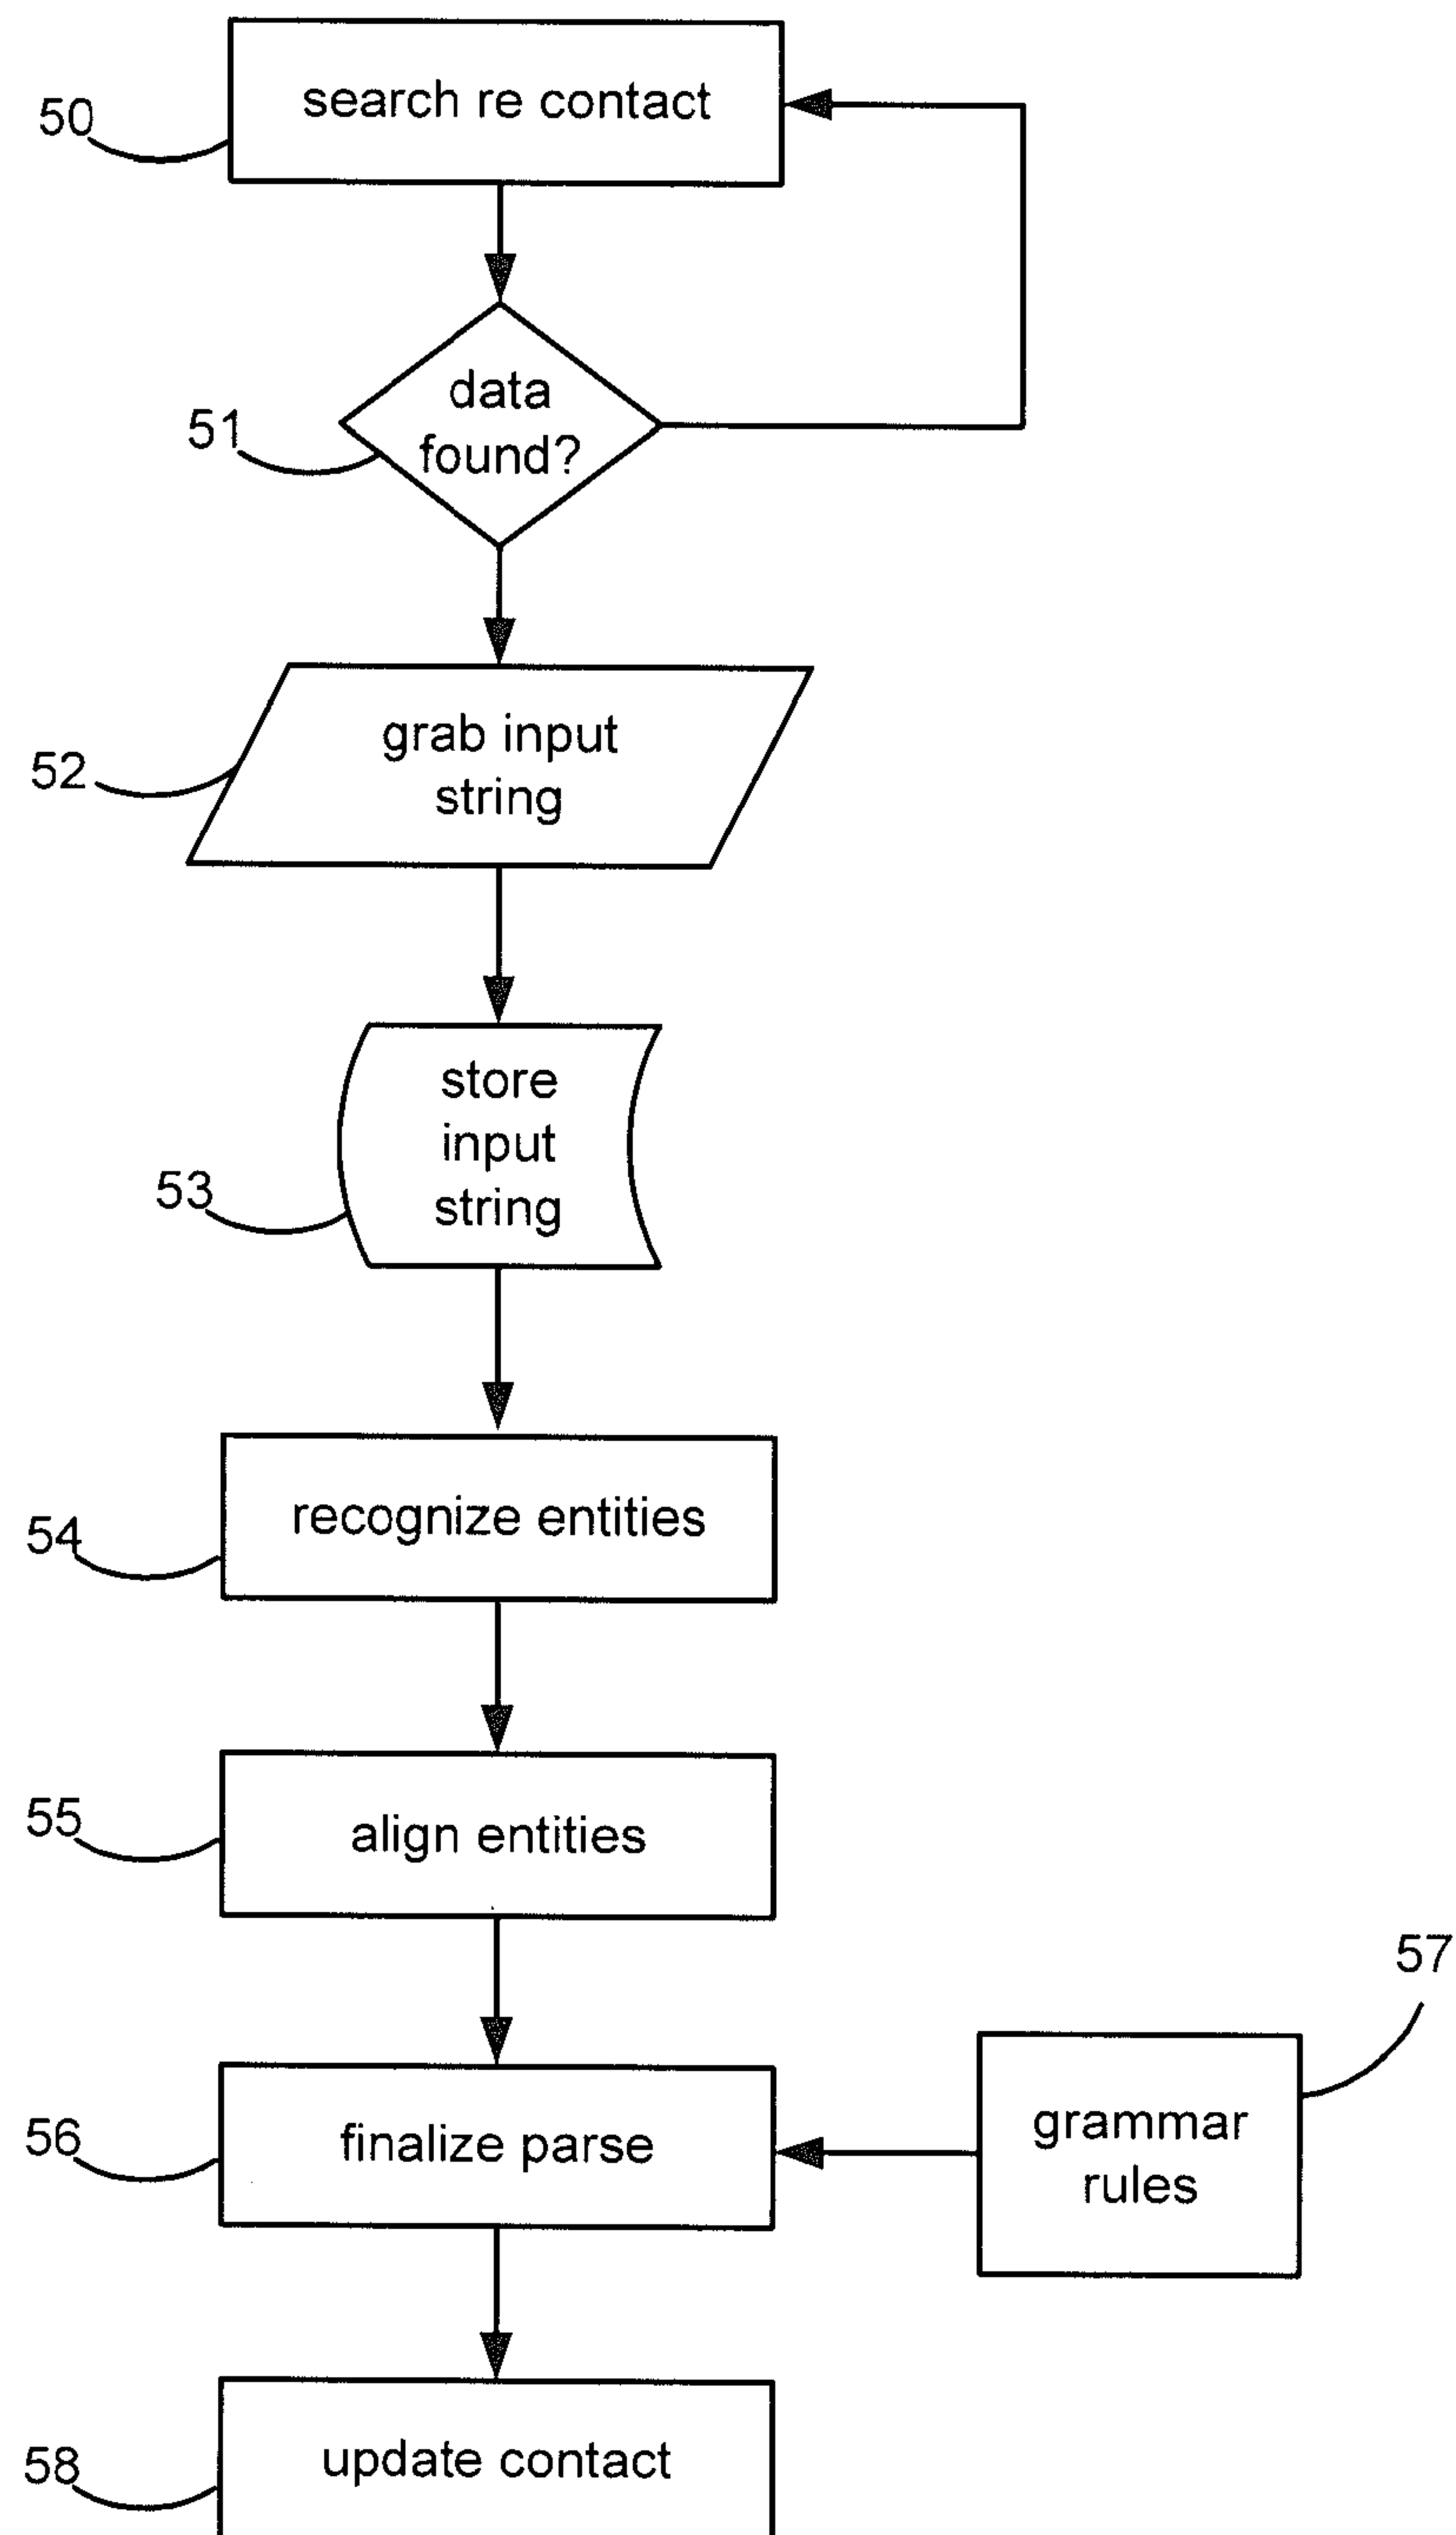 search re contact
50
data
found?
51
grab input
string
52
store
input
string
53
recognize entities
54
align entities
55
57
grammar
rules
finalize parse
56
update contact
58